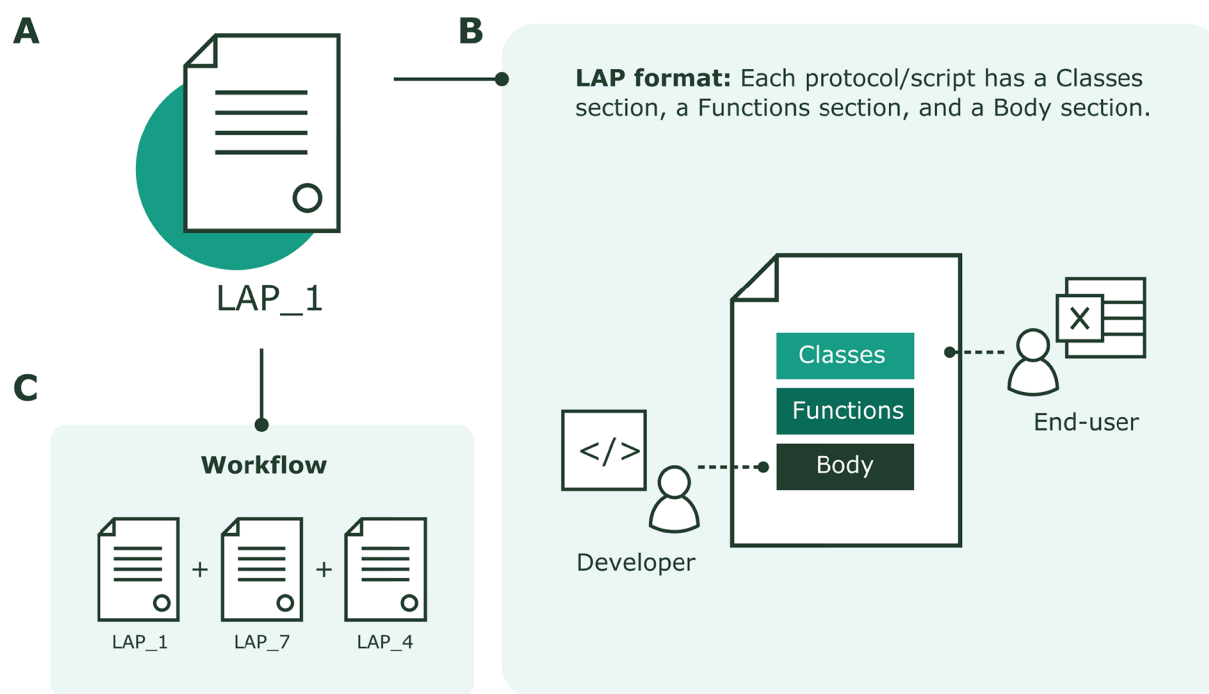 A
LAP_1
B
LAP format: Each protocol/script has a Classes
section, a Functions section, and a Body section.
Classes
Functions
Body
X
End-user
</>
Developer
C
Workflow
+
+
LAP_1
LAP_7
LAP_4